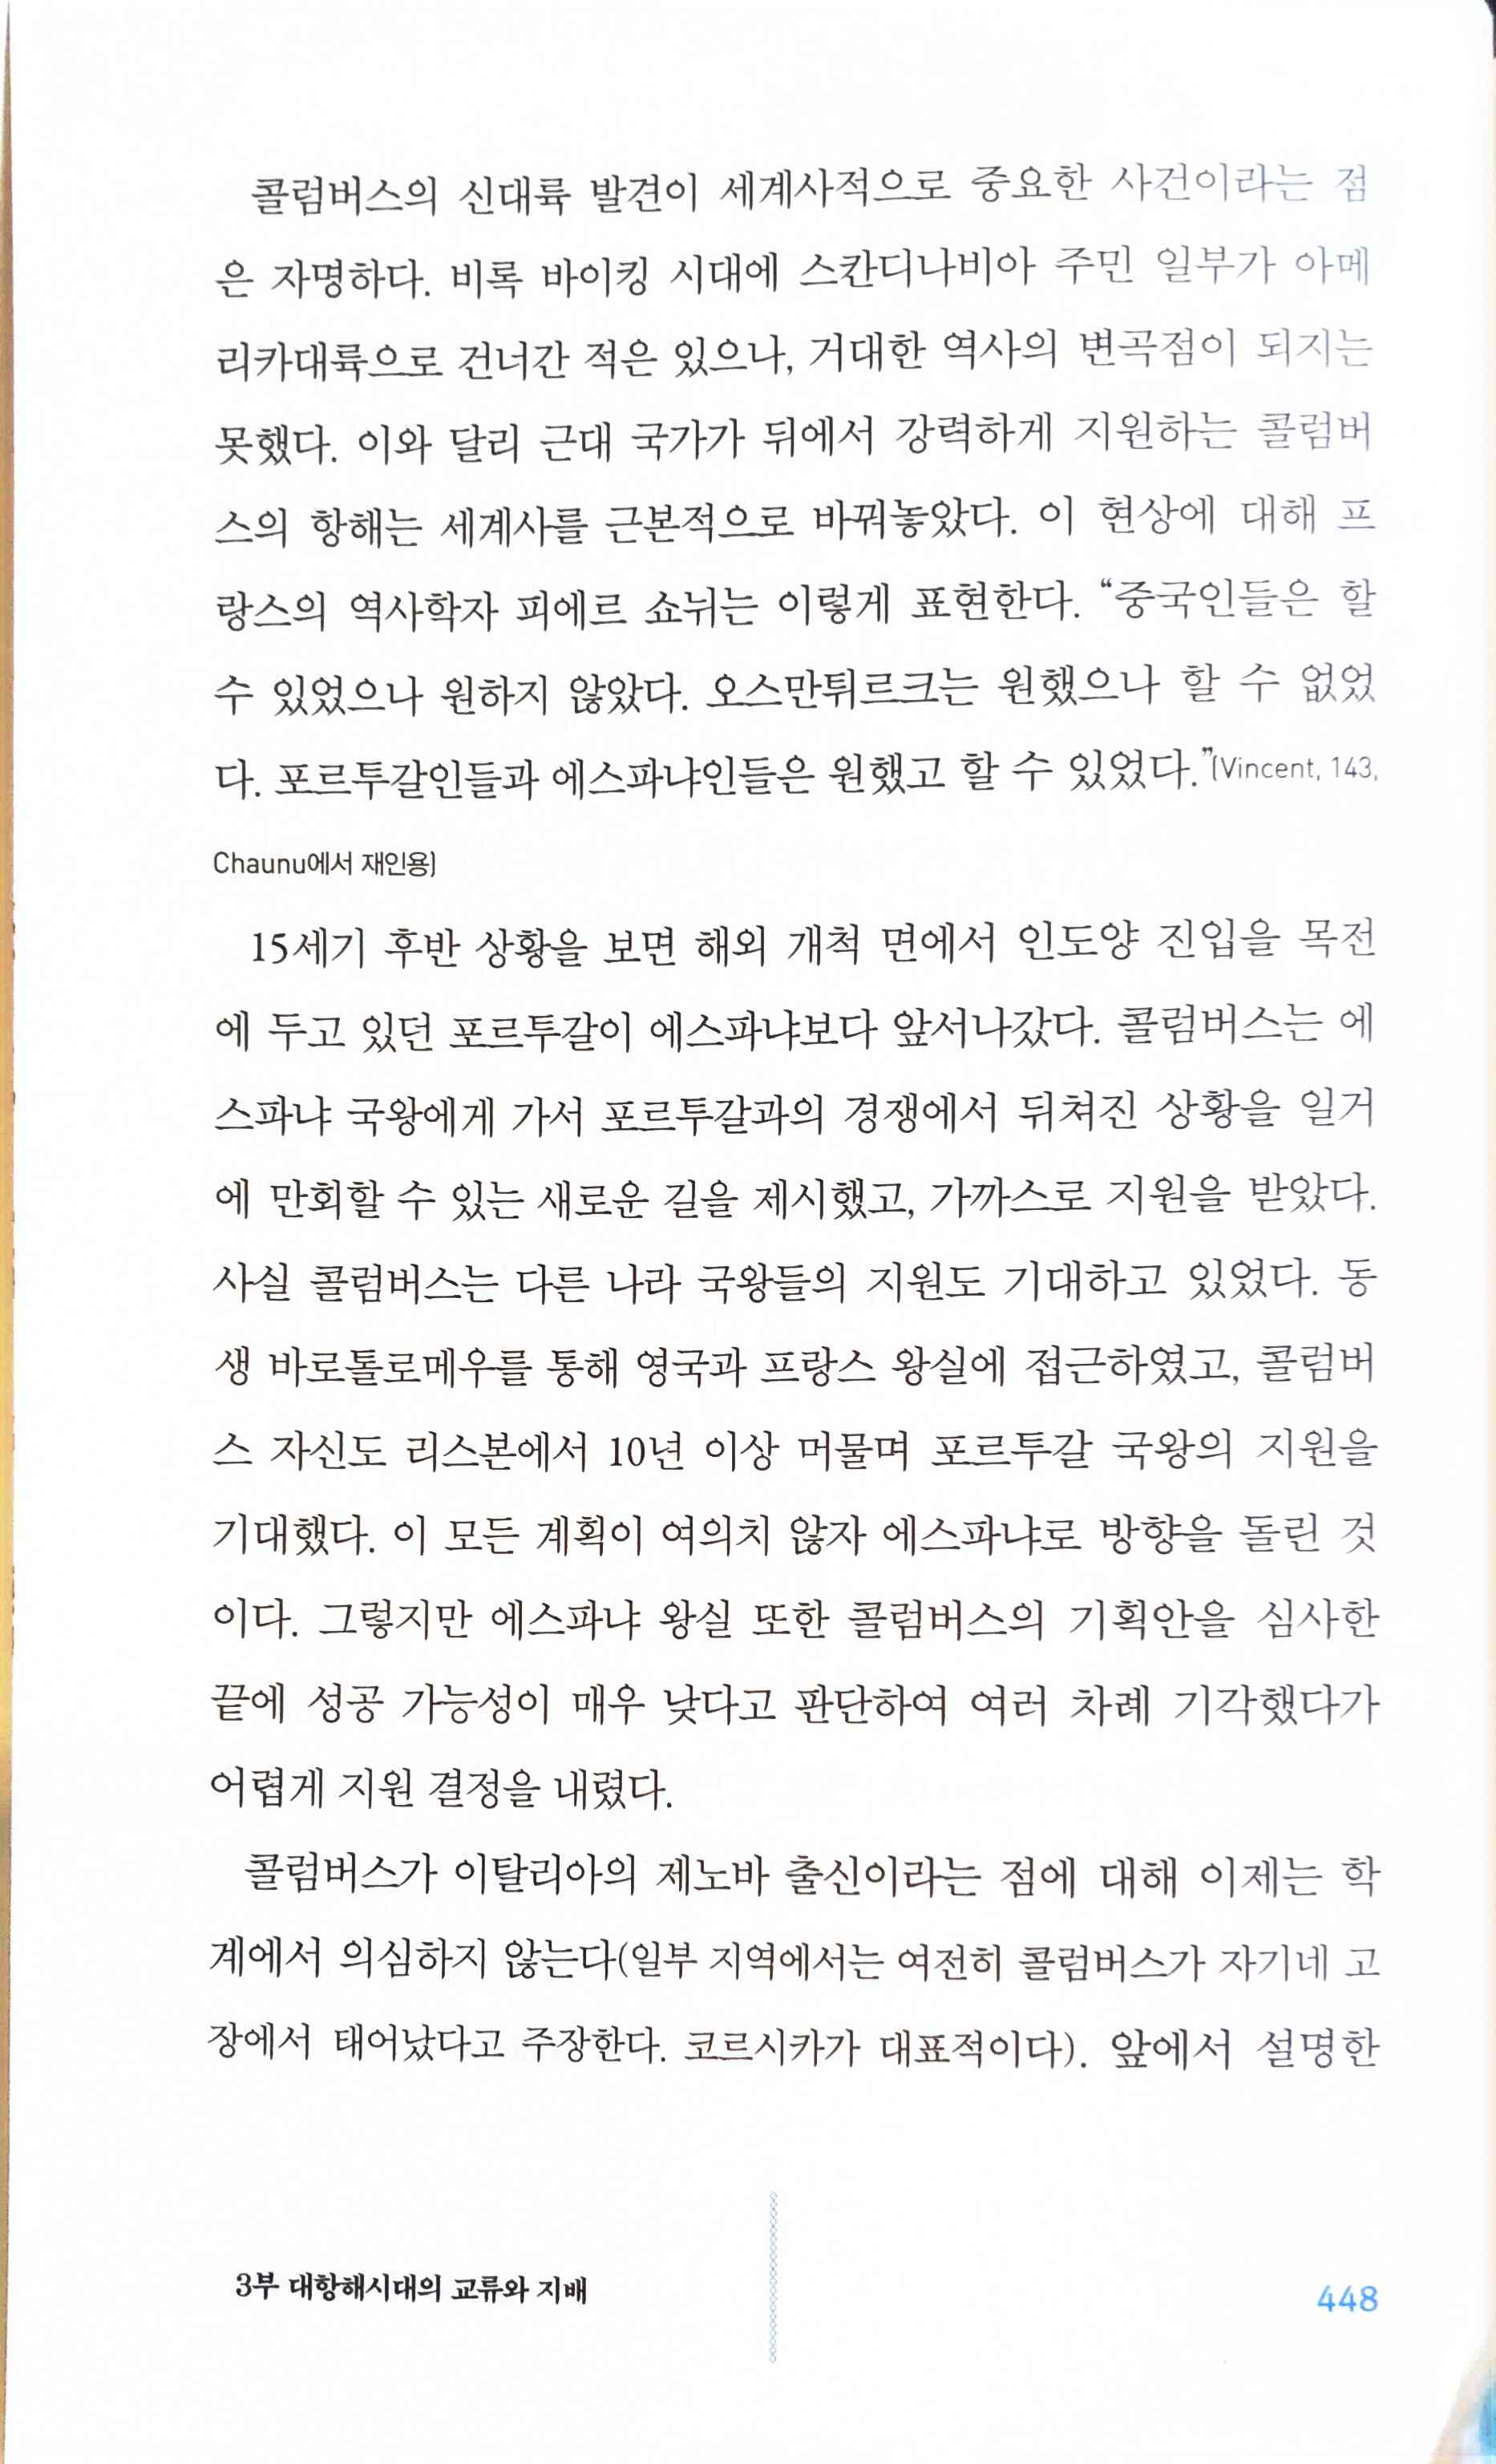 콜럼버스의 신대륙 발견이 세계사적으로 중요한 사건이라는 점
은 자명하다. 비록 바이킹 시대에 스칸디나비아 주민 일부가 아메
리카대륙으로 건너간 적은 있으나, 거대한 역사의 변곡점이 되지는
못했다. 이와 달리 근대 국가가 뒤에서 강력하게 지원하는 콜럼버
스의 항해는 세계사를 근본적으로 바꿔놓았다. 이 현상에 대해 프
랑스의 역사학자 피에르 쇼뉘는 이렇게 표현한다. “중국인들은 할
수 있었으나 원하지 않았다. 오스만튀르크는 원했으나 할 수 없었
다. 포르투갈인들과 에스파냐인들은 원했고 할 수 있었다.”(Vincent, 143,
Chaunu에서 재인용)
15세기 후반 상황을 보면 해외 개척 면에서 인도양 진입을 목전
에 두고 있던 포르투갈이 에스파냐보다 앞서나갔다. 콜럼버스는 에
스파냐 국왕에게 가서 포르투갈과의 경쟁에서 뒤쳐진 상황을 일거
에 만회할 수 있는 새로운 길을 제시했고, 가까스로 지원을 받았다.
사실 콜럼버스는 다른 나라 국왕들의 지원도 기대하고 있었다. 동
생 바로톨로메우를 통해 영국과 프랑스 왕실에 접근하였고, 콜럼버
스 자신도 리스본에서 10년 이상 머물며 포르투갈 국왕의 지원을
기대했다. 이 모든 계획이 여의치 않자 에스파냐로 방향을 돌린 것
이다. 그렇지만 에스파냐 왕실 또한 콜럼버스의 기획안을 심사한
끝에 성공 가능성이 매우 낮다고 판단하여 여러 차례 기각했다가
어렵게 지원 결정을 내렸다.
콜럼버스가 이탈리아의 제노바 출신이라는 점에 대해 이제는 학
계에서 의심하지 않는다(일부 지역에서는 여전히 콜럼버스가 자기네 고
장에서 태어났다고 주장한다. 코르시카가 대표적이다). 앞에서 설명한
3부 대항해시대의 교류와 지배
448